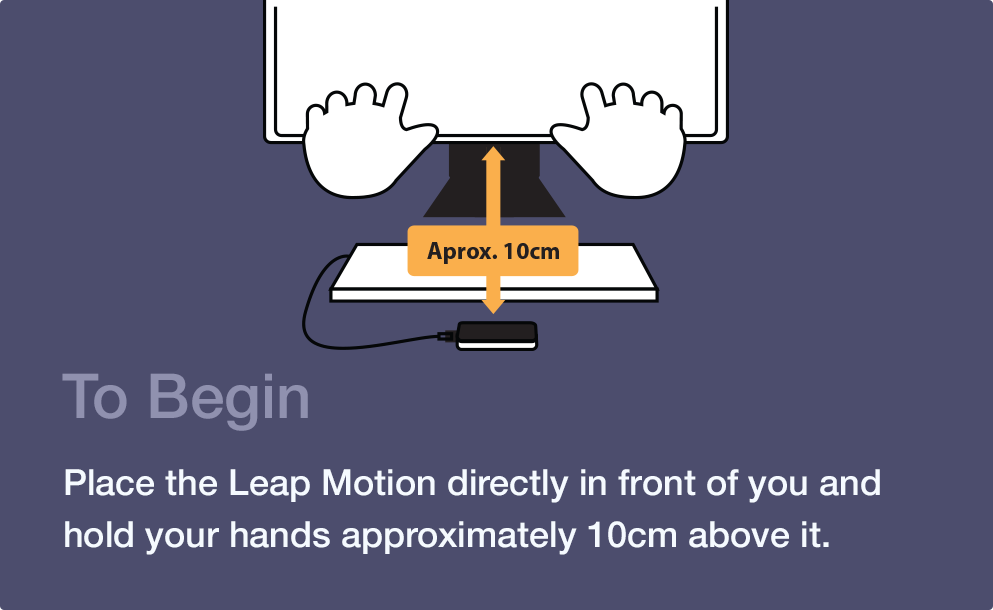 Aprox. 10cm
To Begin
Place the Leap Motion directly in front of you and
hold your hands approximately 10cm above it.